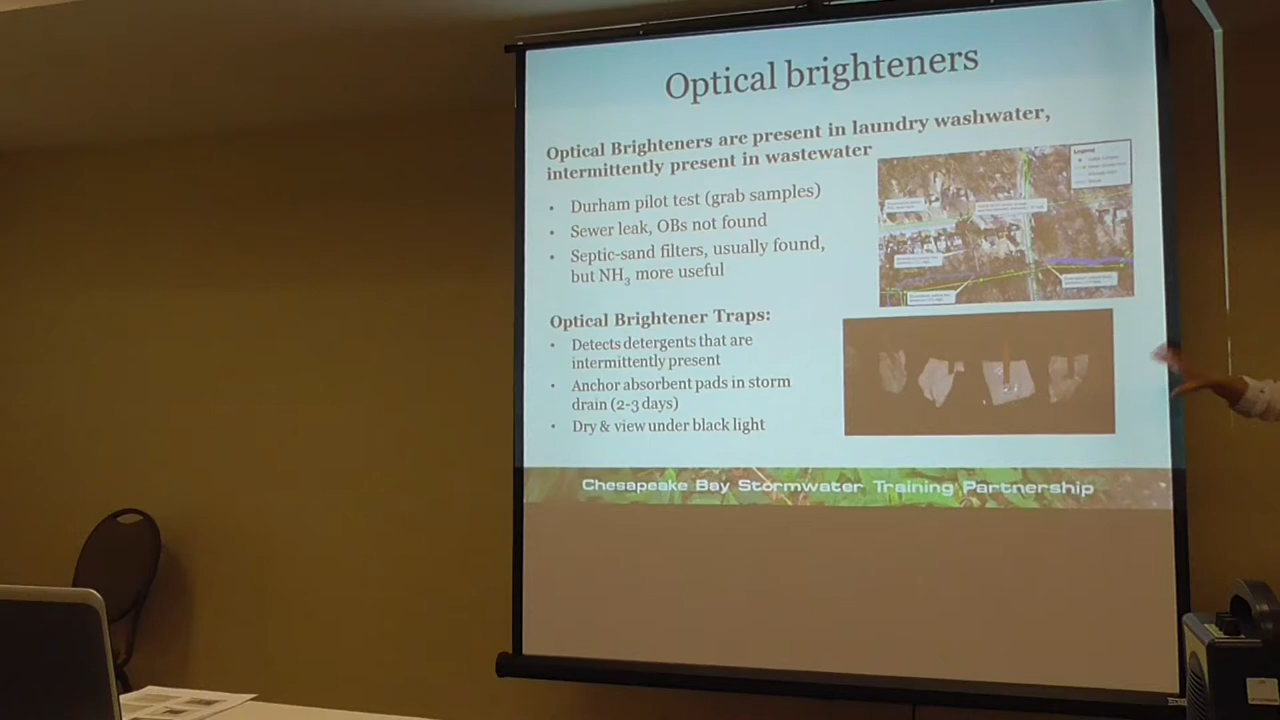 Optical brighteners
Optical Brighteners are present in laundry washwater,
intermittently present in wastewater
• Durham pilot test (grab samples)
• Sewer leak, OBs not found
• Septic-sand filters, usually found,
but NH3 more useful
Legend
Optical Brightener Traps:
• Detects detergents that are
intermittently present
• Anchor absorbent pads in storm
drain (2-3 days)
• Dry & view under black light
Chesapeake Bay Stormwater Training Partnership